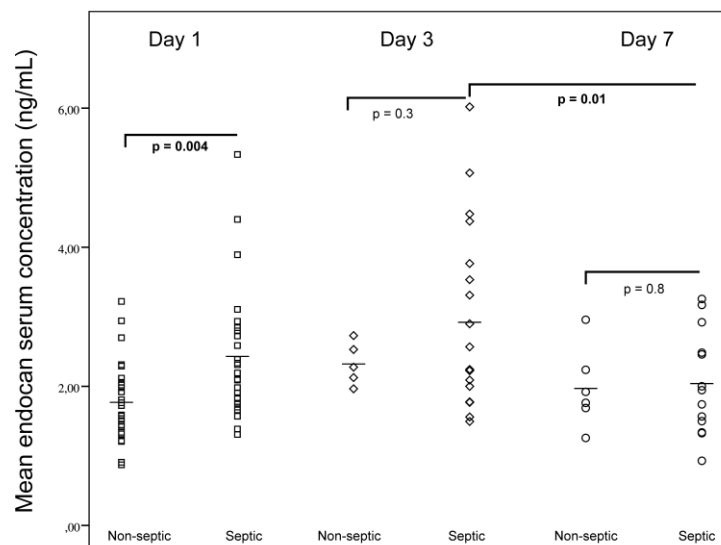 Day 1 Day 3 Day 7
Mean endocan serum concentration (ng/mL)
6,00
4,00
2,00
,00
p = 0.004
p = 0.3
p = 0.01
p = 0.8
Non-septic Septic Non-septic Septic Non-septic Septic